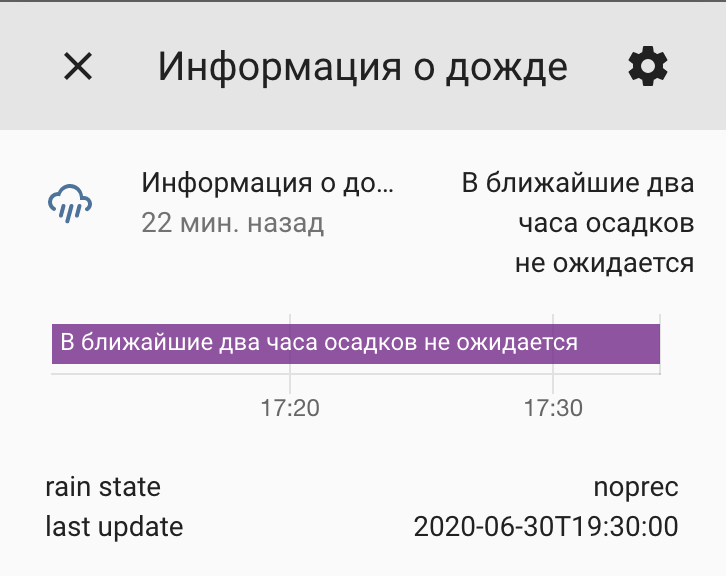 Информация о дожде
Информация о до...
22 мин. назад
В ближайшие два
часа осадков
не ожидается
В ближайшие два часа осадков не ожидается
17:20
17:30
rain state
noprec
last update
2020-06-30T19:30:00